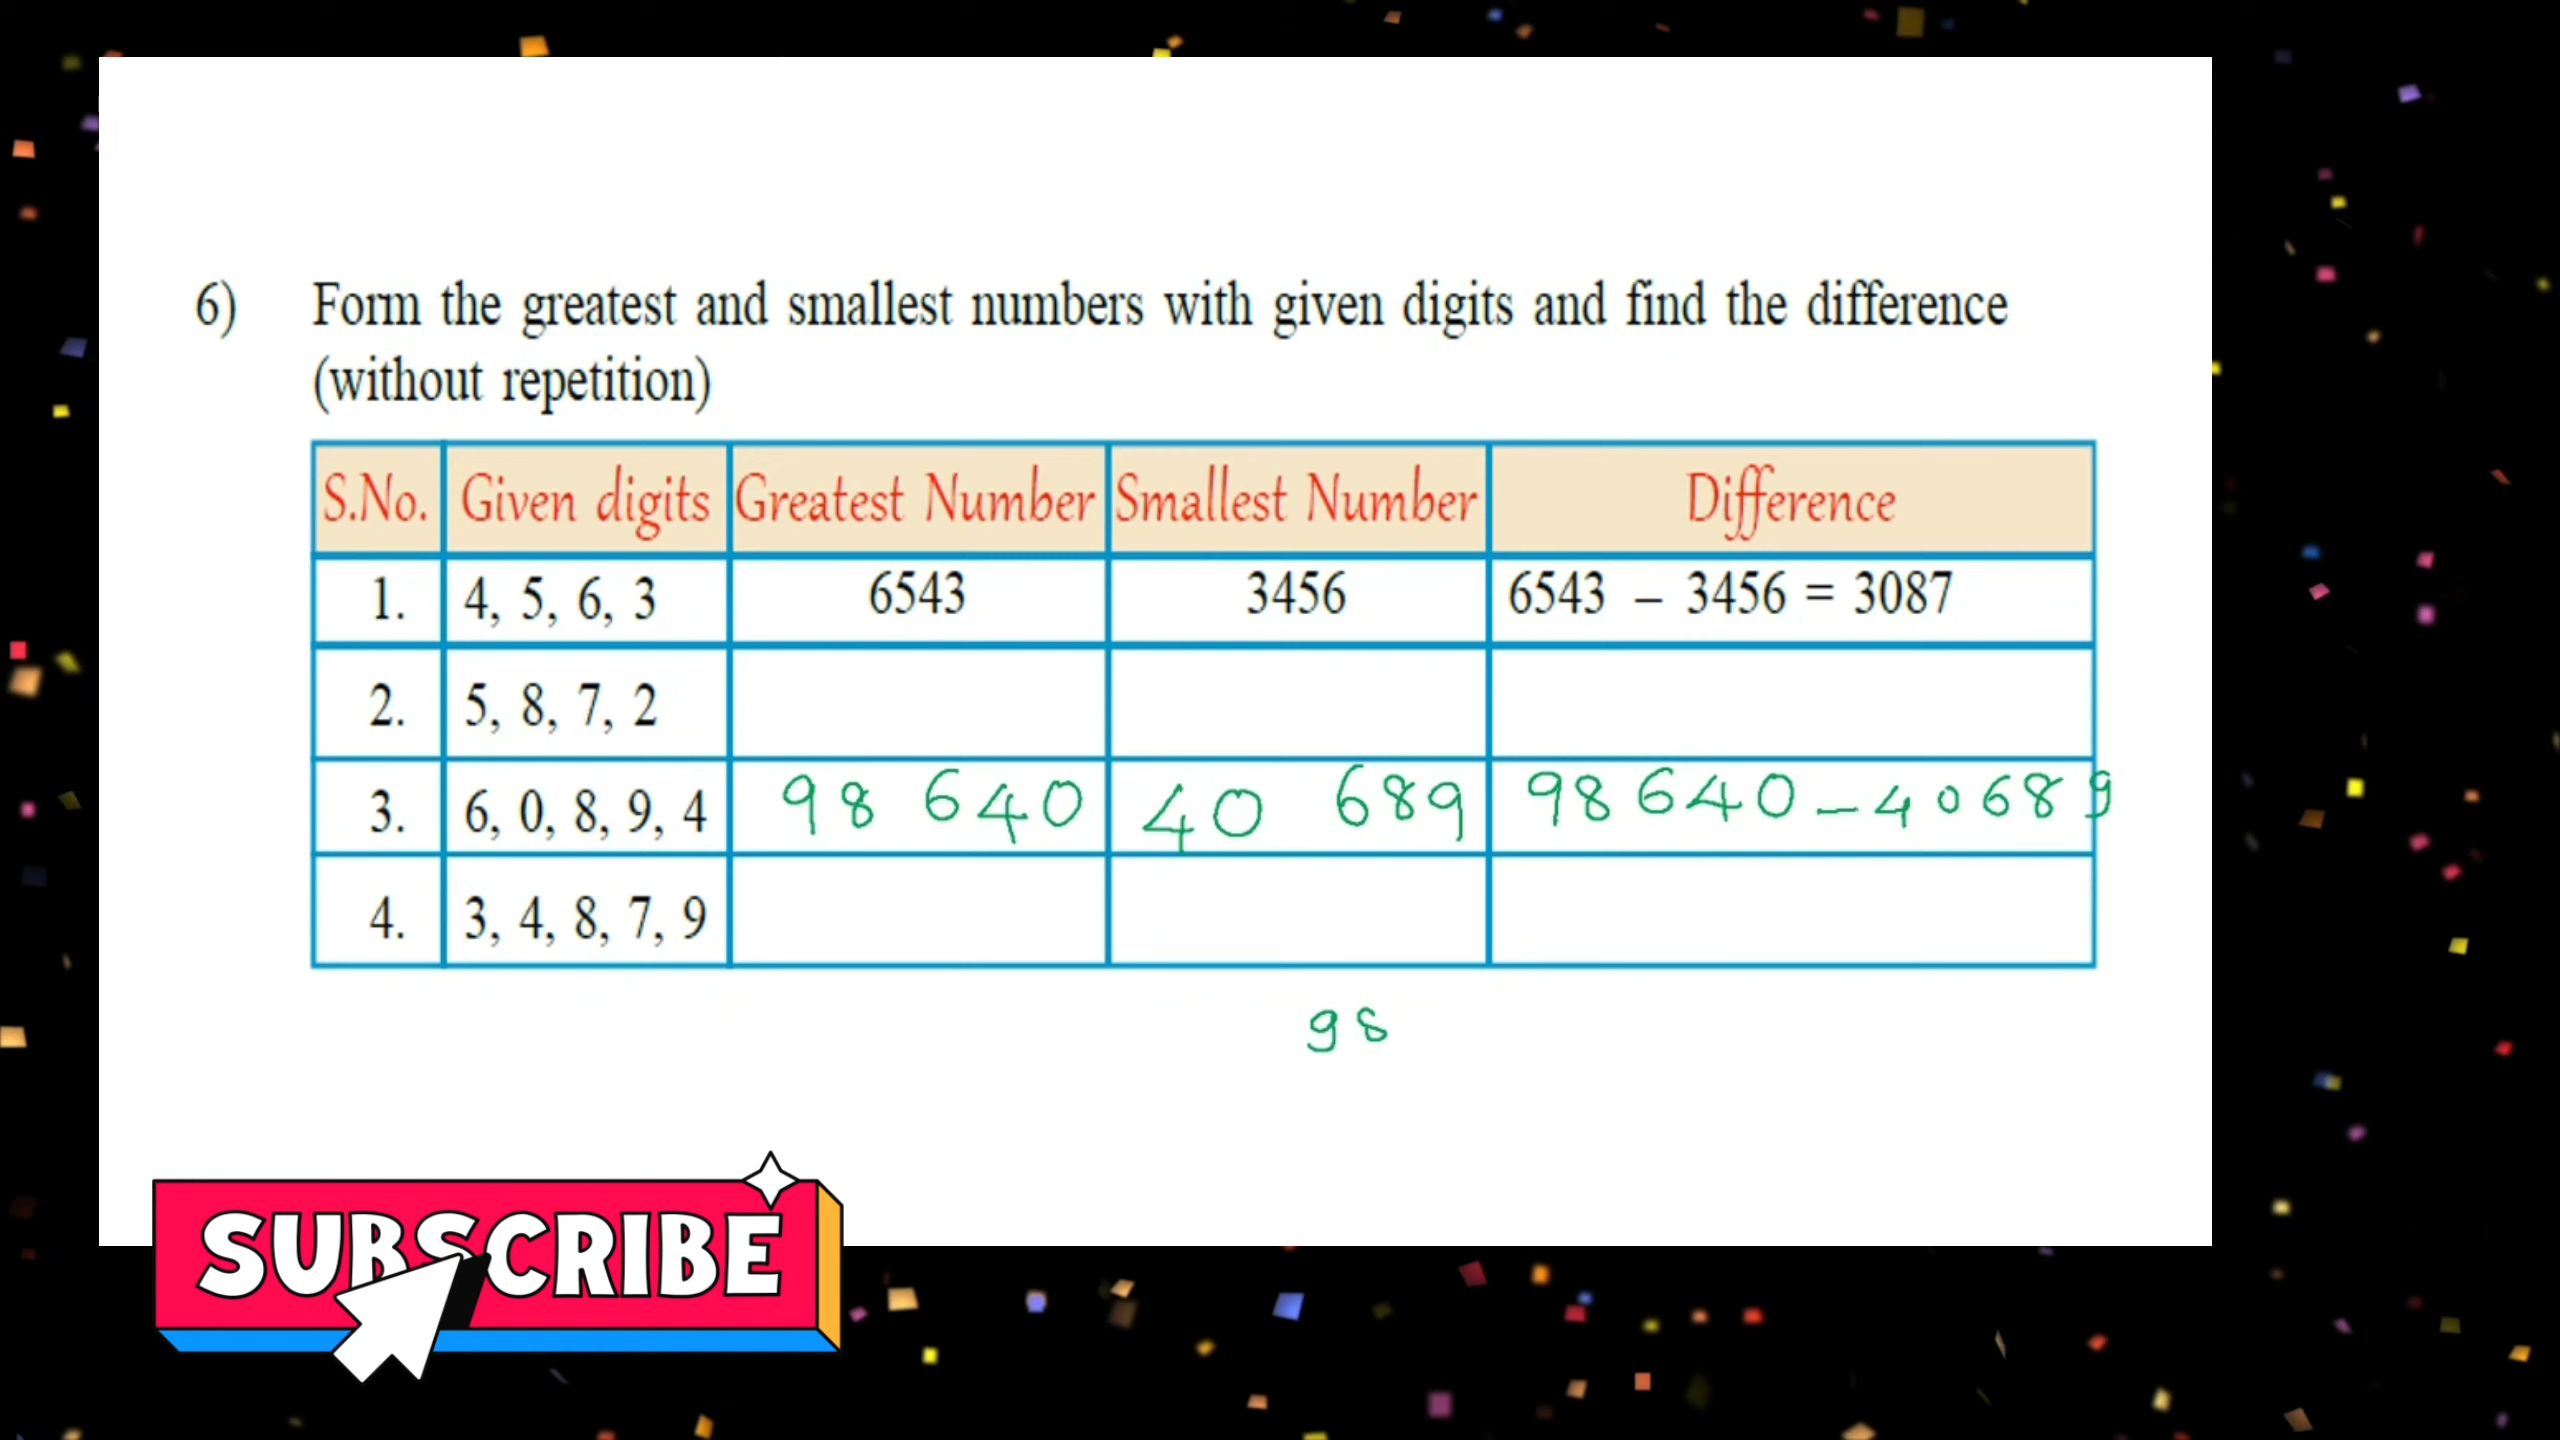 6) Form the greatest and smallest numbers with given digits and find the difference
(without repetition)
S.No. Given digits Greatest Number Smallest Number Difference
1. 4, 5, 6, 3 6543 3456 6543 – 3456 = 3087
2. 5, 8, 7, 2
3. 6, 0, 8, 9, 4 98 640 40 689 98640 – 40689
4. 3, 4, 8, 7, 9
98
SUBSCRIBE